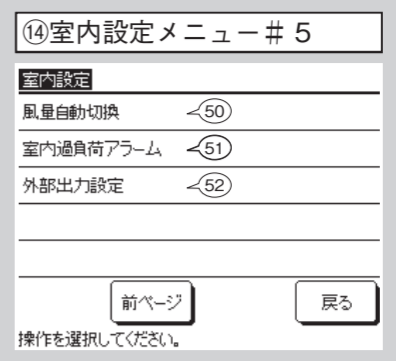 ⑭室内設定メニュー＃５
室内設定
風量自動切換 50
室内過負荷アラーム 51
外部出力設定 52
前ページ 戻る
操作を選択してください。